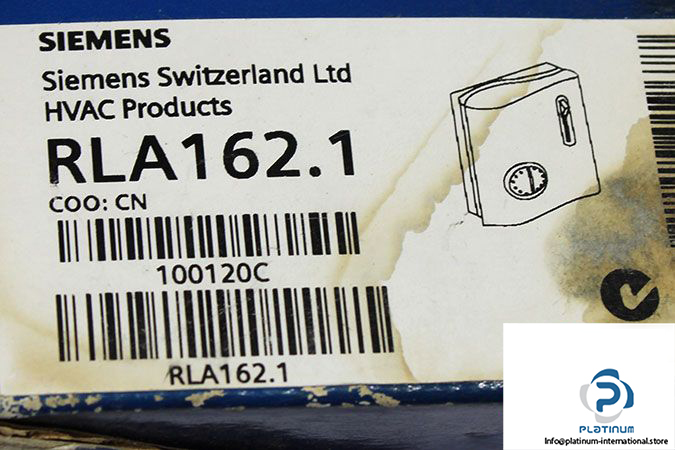 SIEMENS
Siemens Switzerland Ltd
HVAC Products
RLA162.1
COO: CN
100120C
RLA162.1
PLATINUM
Info@platinum-international.store